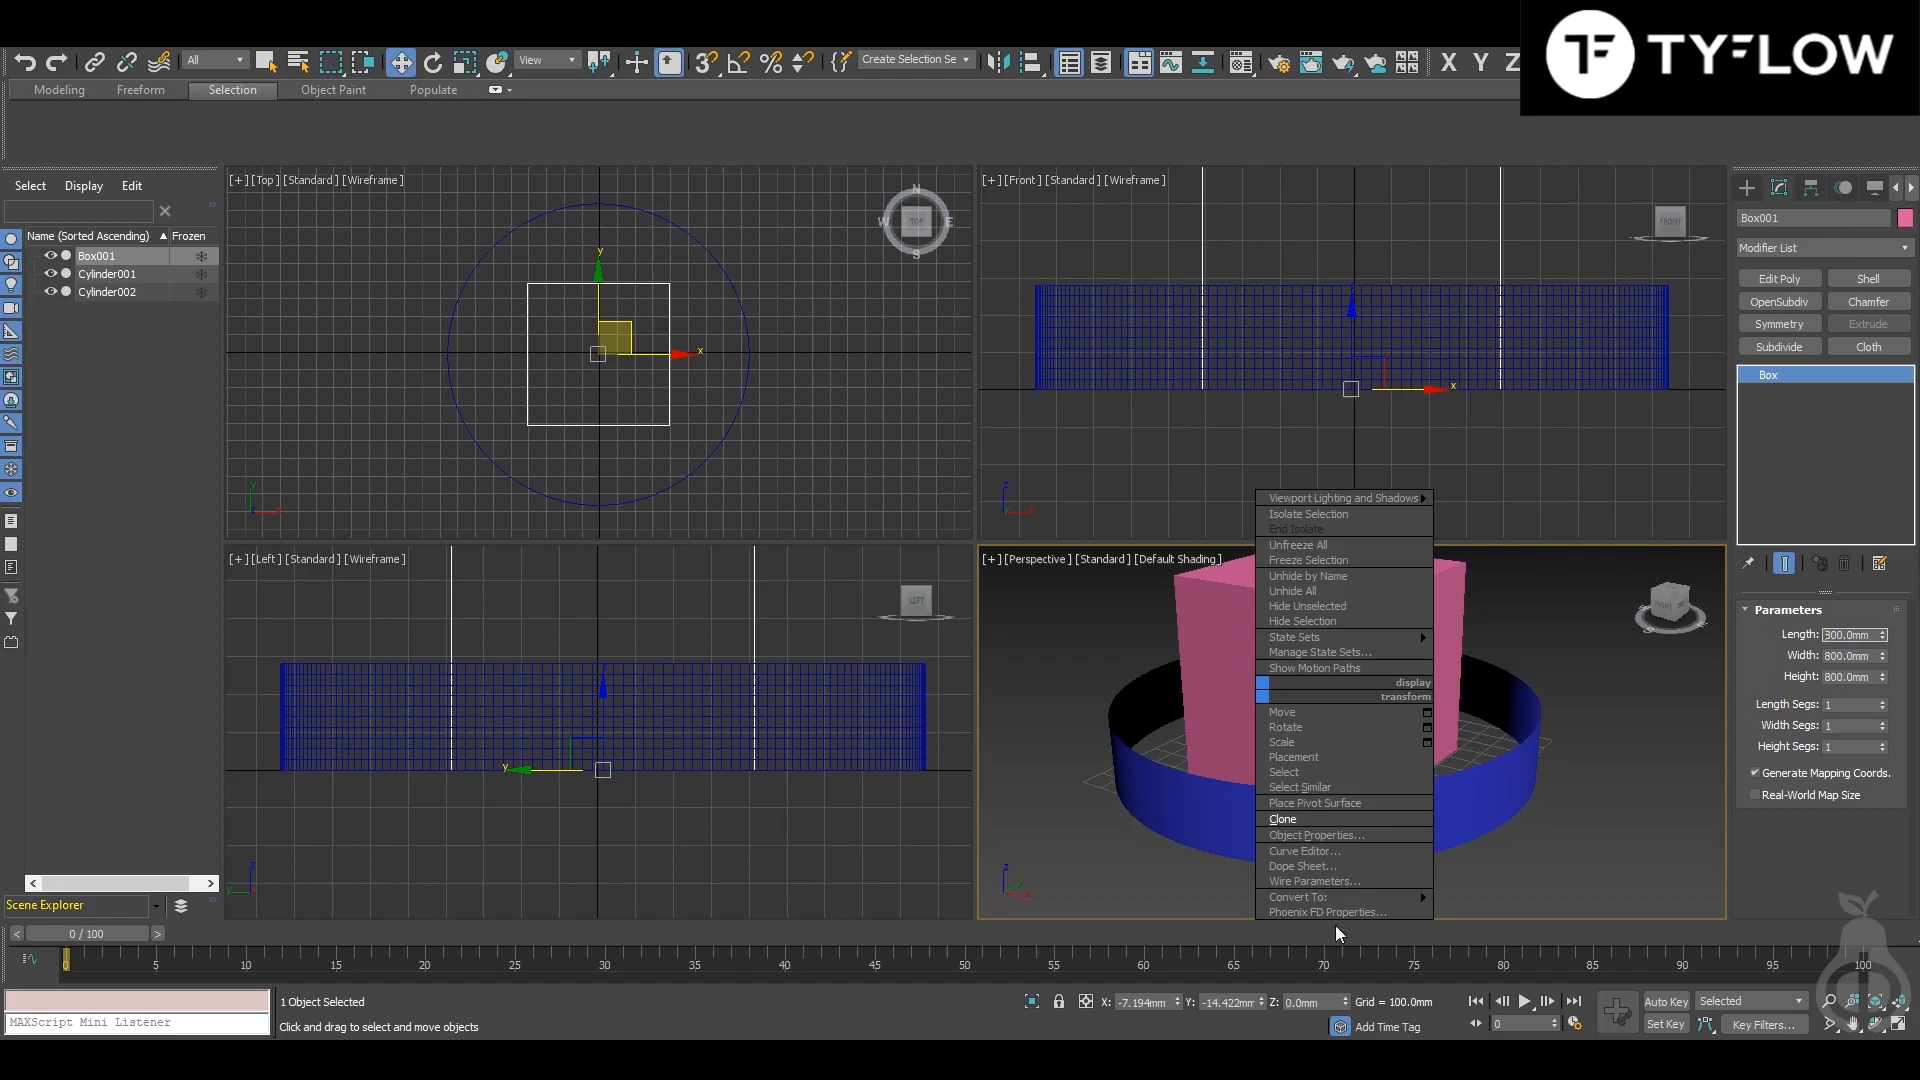 TYFLOW
All
View
Create Selection Se
X
Y
Z
Modeling
Freeform
Selection
Object Paint
Populate
Select
Display
Edit
Name (Sorted Ascending)
Frozen
Box001
Cylinder001
Cylinder002
[+] [Top] [Standard] [Wireframe]
N
W
TOP
E
S
y
x
[+] [Front] [Standard] [Wireframe]
FRONT
x
z
[+] [Left] [Standard] [Wireframe]
LEFT
y
z
[+] [Perspective] [Standard] [Default Shading]
FRONT
Viewport Lighting and Shadows
Isolate Selection
End Isolate
Unfreeze All
Freeze Selection
Unhide by Name
Unhide All
Hide Unselected
Hide Selection
State Sets
Manage State Sets...
Show Motion Paths
display
transform
Move
Rotate
Scale
Placement
Select
Select Similar
Place Pivot Surface
Clone
Object Properties...
Curve Editor...
Dope Sheet...
Wire Parameters...
Convert To:
Phoenix FD Properties...
Box001
Modifier List
Edit Poly
Shell
OpenSubdiv
Chamfer
Symmetry
Extrude
Subdivide
Cloth
Box
Parameters
Length: 300.0mm
Width: 800.0mm
Height: 800.0mm
Length Segs: 1
Width Segs: 1
Height Segs: 1
Generate Mapping Coords.
Real-World Map Size
Scene Explorer
0 / 100
0 5 10 15 20 25 30 35 40 45 50 55 60 65 70 75 80 85 90 95 100
MAXScript Mini Listener
1 Object Selected
Click and drag to select and move objects
X: -7.194mm
Y: -14.422mm
Z: 0.0mm
Grid = 100.0mm
Add Time Tag
0
Auto Key
Selected
Set Key
Key Filters...